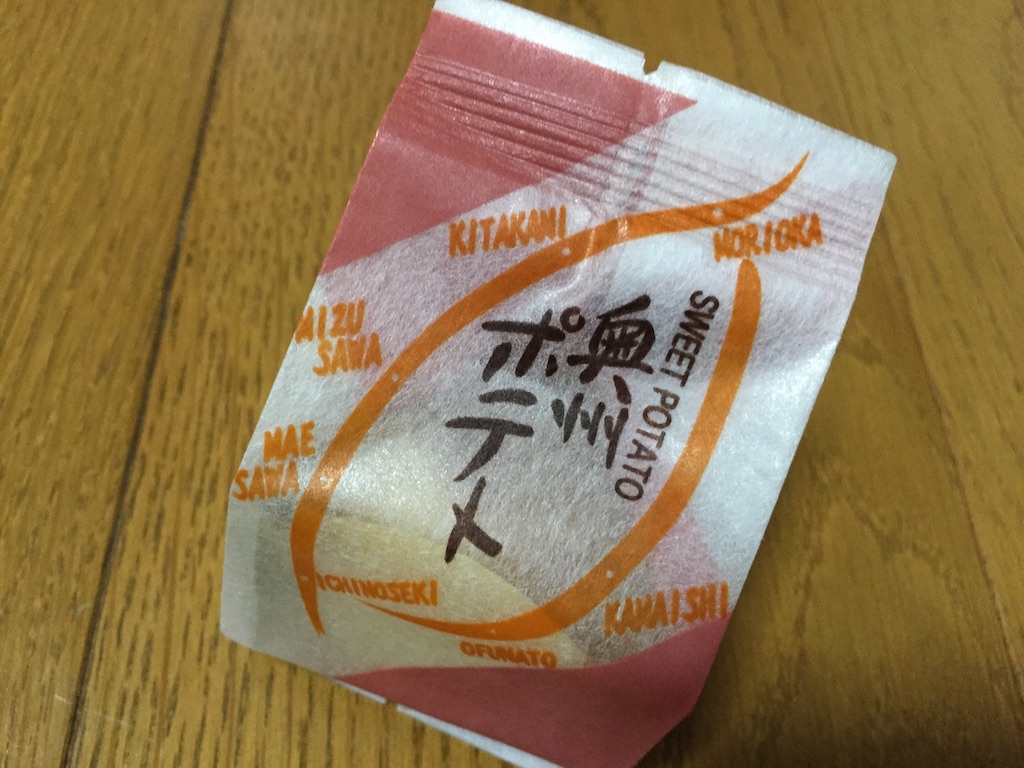 KITAKAMI
MORIOKA
MIZU
SAWA
MAE
SAWA
ICHINOSEKI
OFUNATO
KAMAISHI
SWEET POTATO
奥州
ポテト